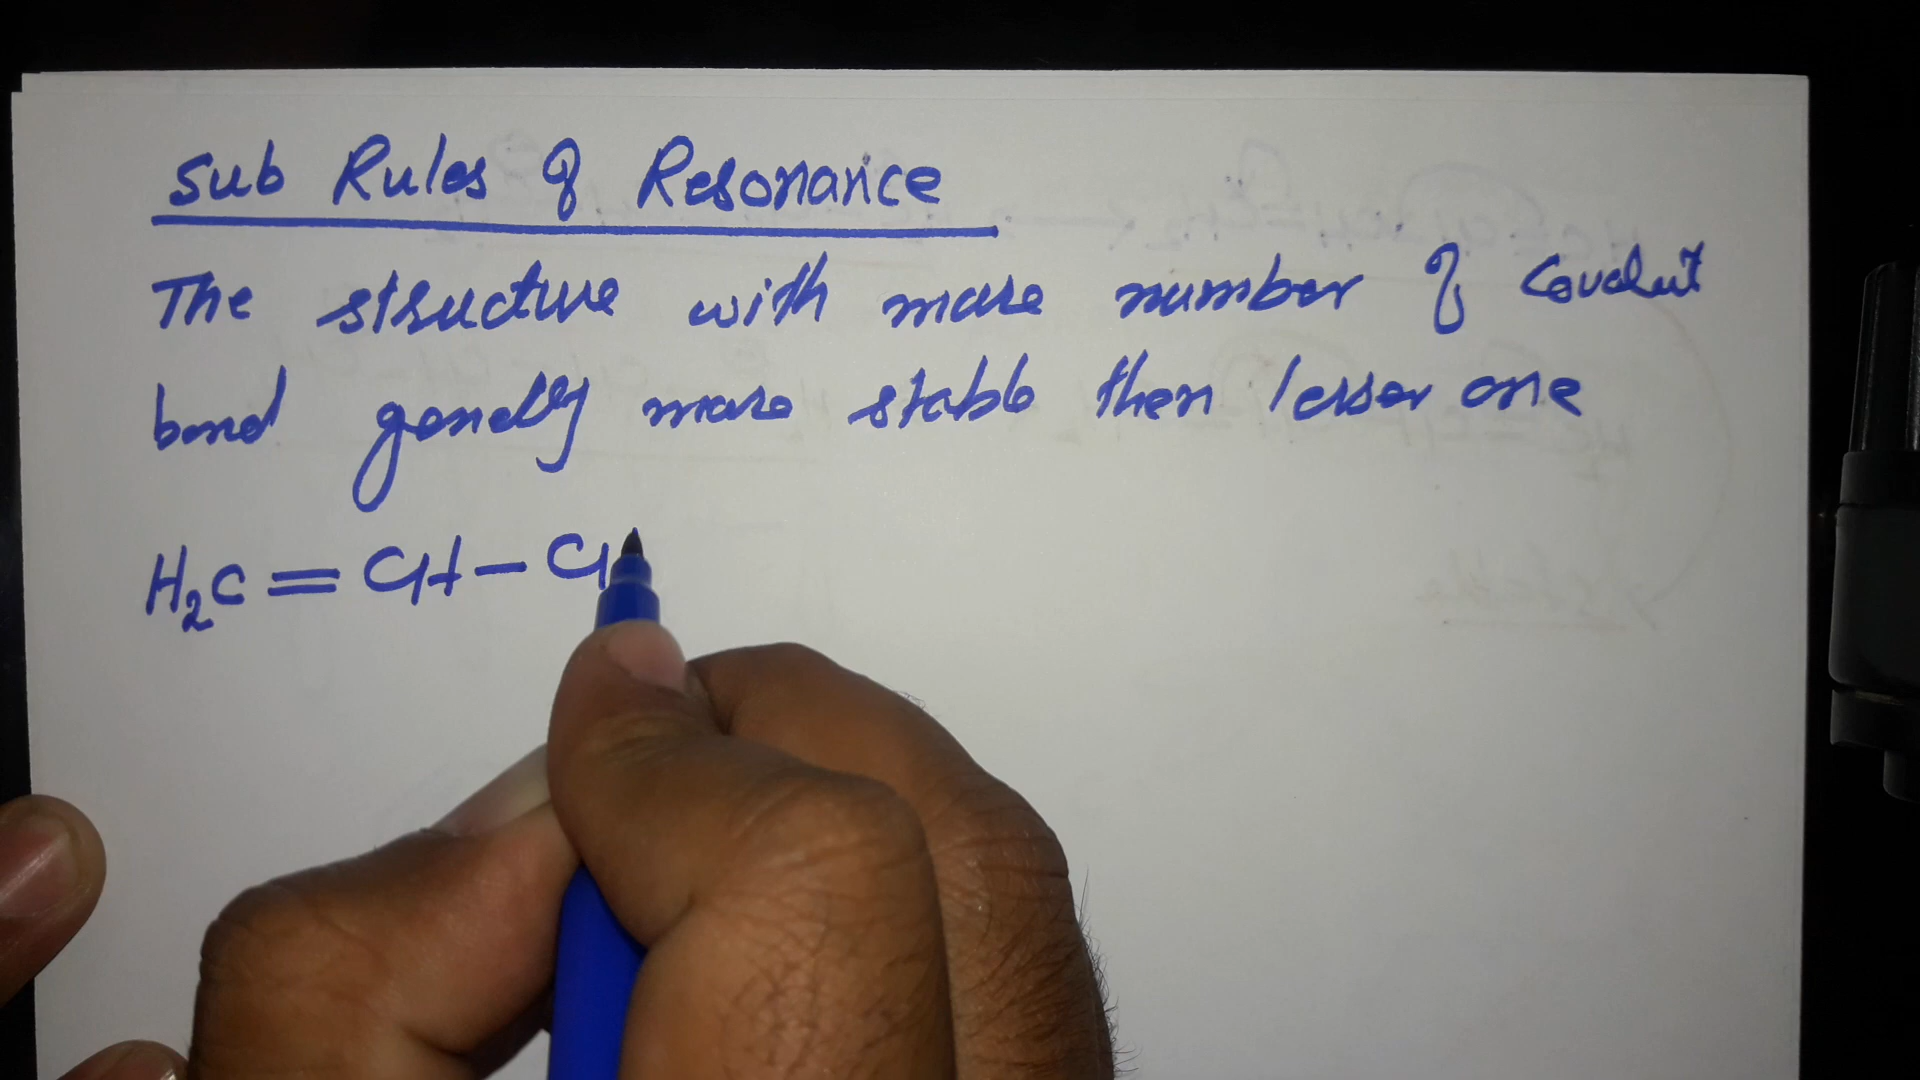 Sub Rules of Resonance
The structure with more number of Covalent
bond generally more stable then lesser one
H₂C = CH - CH